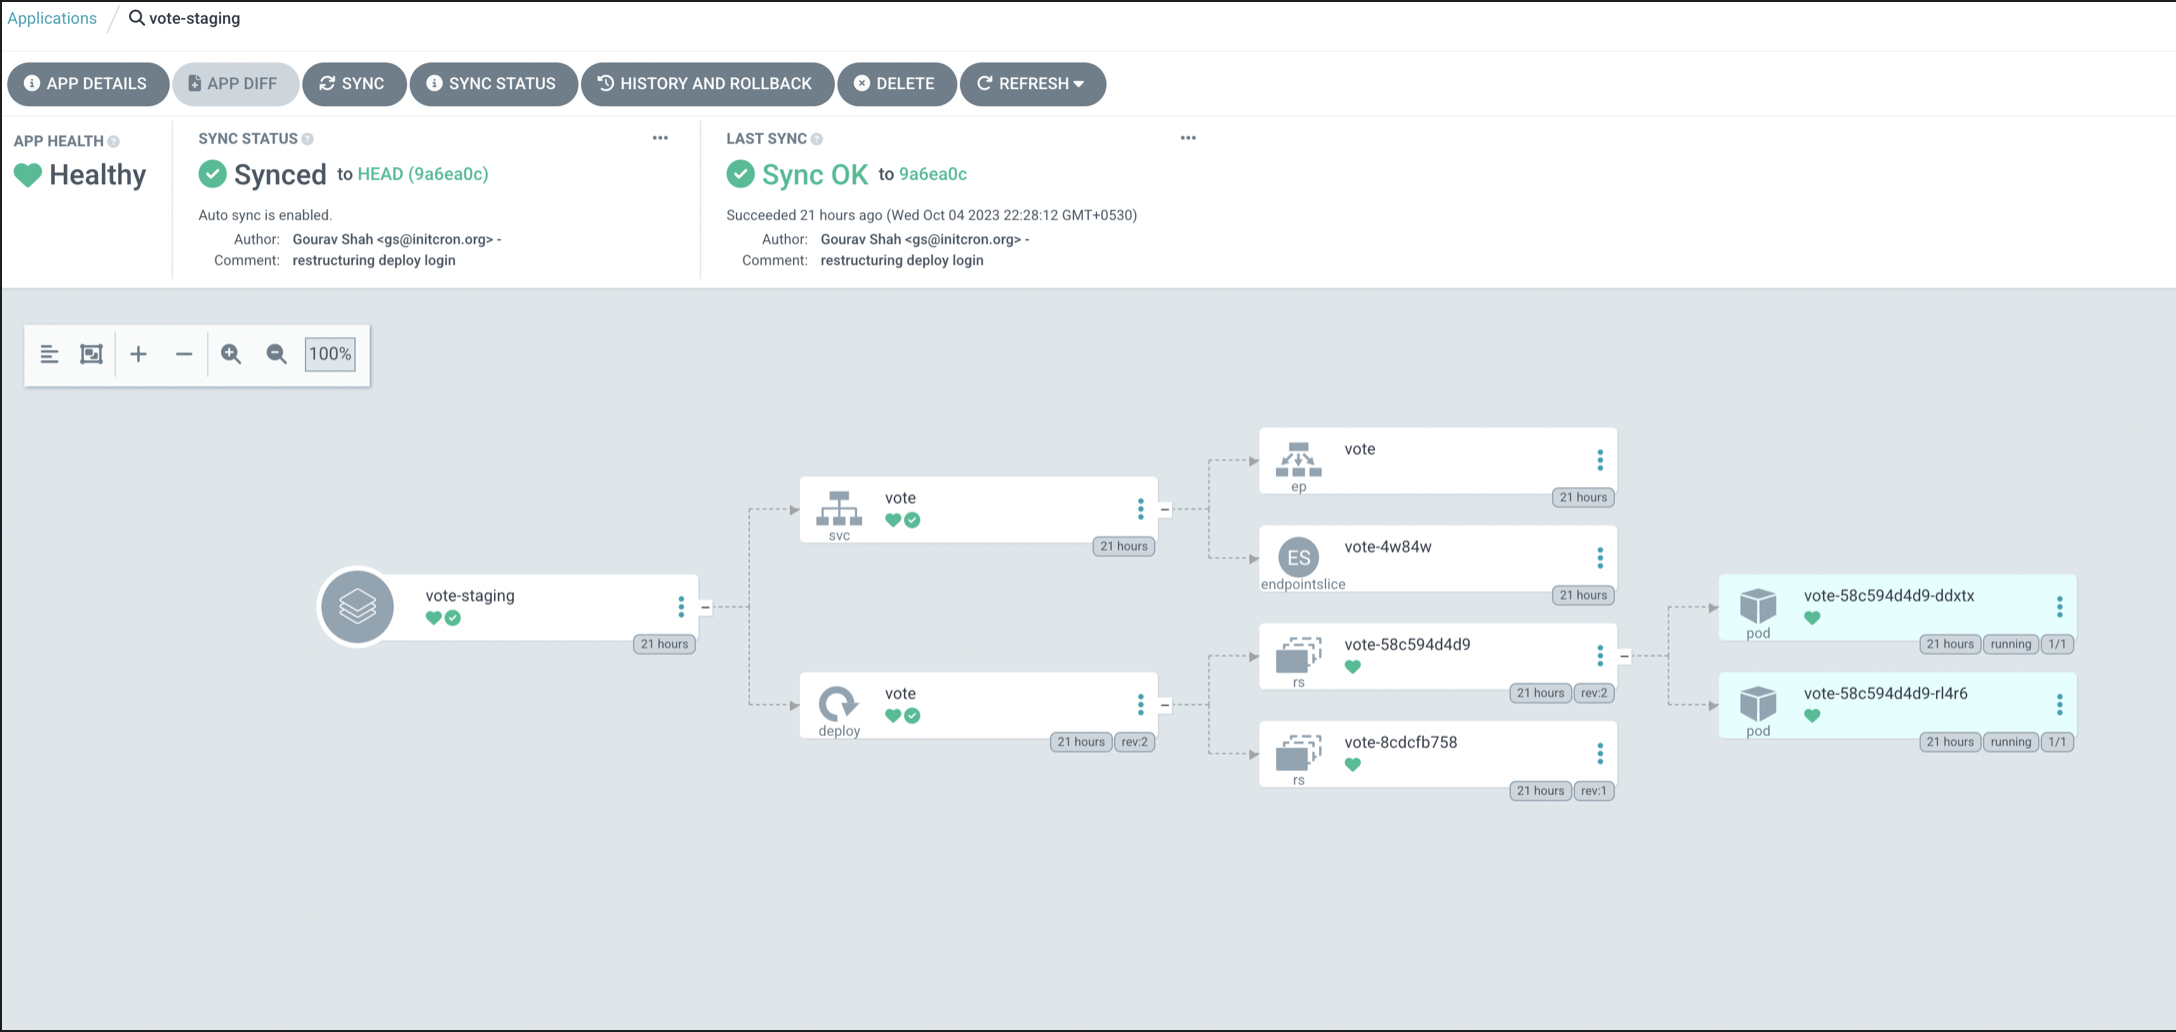 Applications / vote-staging
APP DETAILS APP DIFF SYNC SYNC STATUS HISTORY AND ROLLBACK DELETE REFRESH
APP HEALTH
Healthy
SYNC STATUS
Synced to HEAD (9a6ea0c)
Auto sync is enabled.
Author: Gourav Shah <gs@initcron.org> -
Comment: restructuring deploy login
LAST SYNC
Sync OK to 9a6ea0c
Succeeded 21 hours ago (Wed Oct 04 2023 22:28:12 GMT+0530)
Author: Gourav Shah <gs@initcron.org> -
Comment: restructuring deploy login
100%
vote-staging
21 hours
vote
svc
21 hours
vote
deploy
21 hours rev:2
vote
ep
21 hours
ES
vote-4w84w
endpointslice
21 hours
vote-58c594d4d9
rs
21 hours rev:2
vote-8cdcfb758
rs
21 hours rev:1
vote-58c594d4d9-ddxtx
pod
21 hours running 1/1
vote-58c594d4d9-rl4r6
pod
21 hours running 1/1